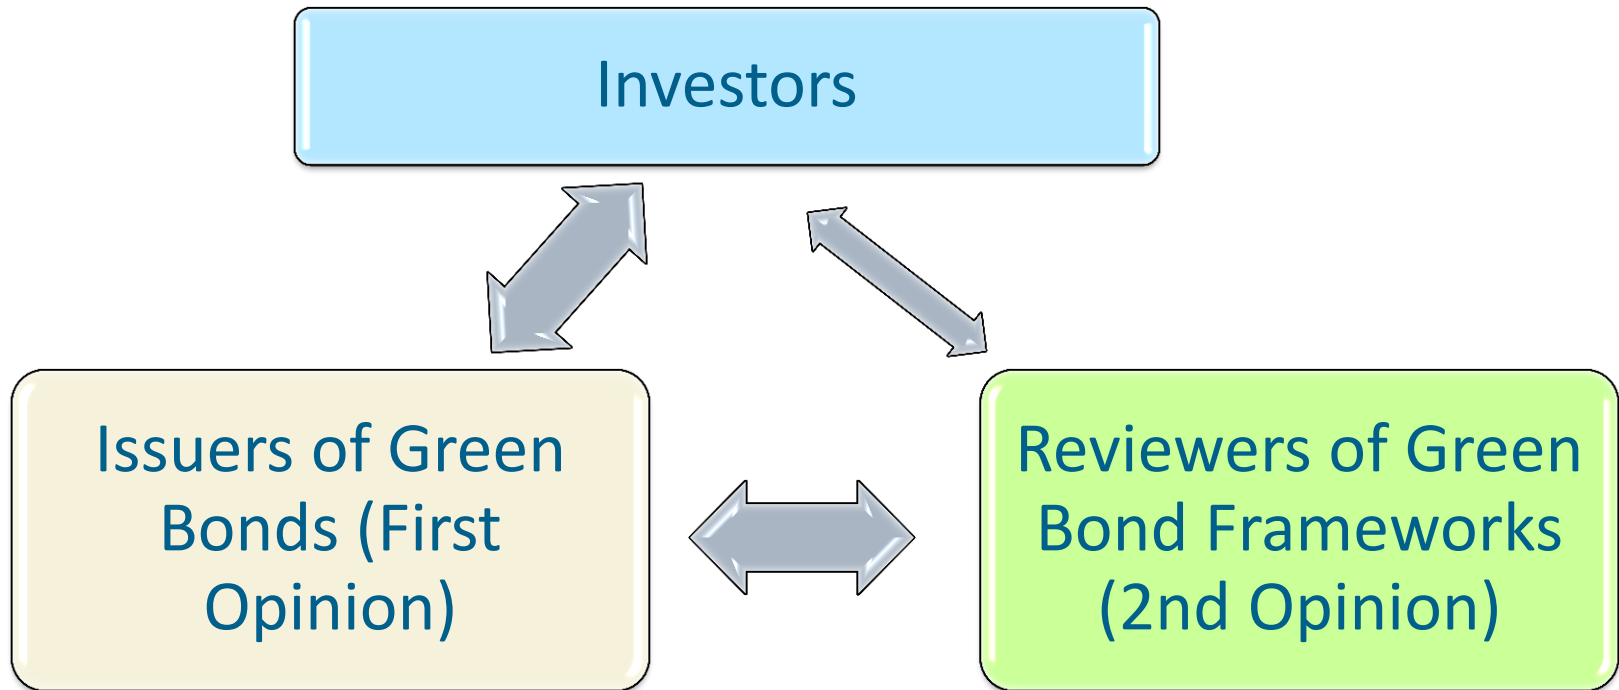 Investors
Issuers of Green
Bonds (First
Opinion)
Reviewers of Green
Bond Frameworks
(2nd Opinion)